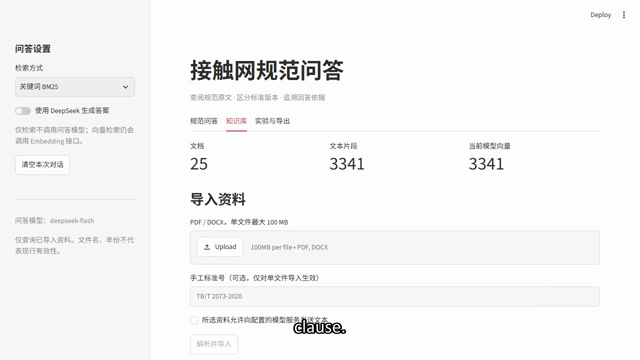 Deploy
问答设置
检索方式
关键词 BM25
使用 DeepSeek 生成答案
仅检索不调用问答模型；向量检索仍会
调用 Embedding 接口。
清空本次对话
问答模型：deepseek-flash
仅查询已导入资料。文件名、年份不代
表现行有效性。
接触网规范问答
查阅规范原文 · 区分标准版本 · 追溯回答依据
规范问答 知识库 实验与导出
文档 文本片段 当前模型向量
25 3341 3341
导入资料
PDF / DOCX，单文件最大 100 MB
Upload 100MB per file • PDF, DOCX
手工标准号（可选，仅对单文件导入生效）
TB/T 2073-2020
所选资料允许向配置的模型服务发送文本
clause.
解析并导入